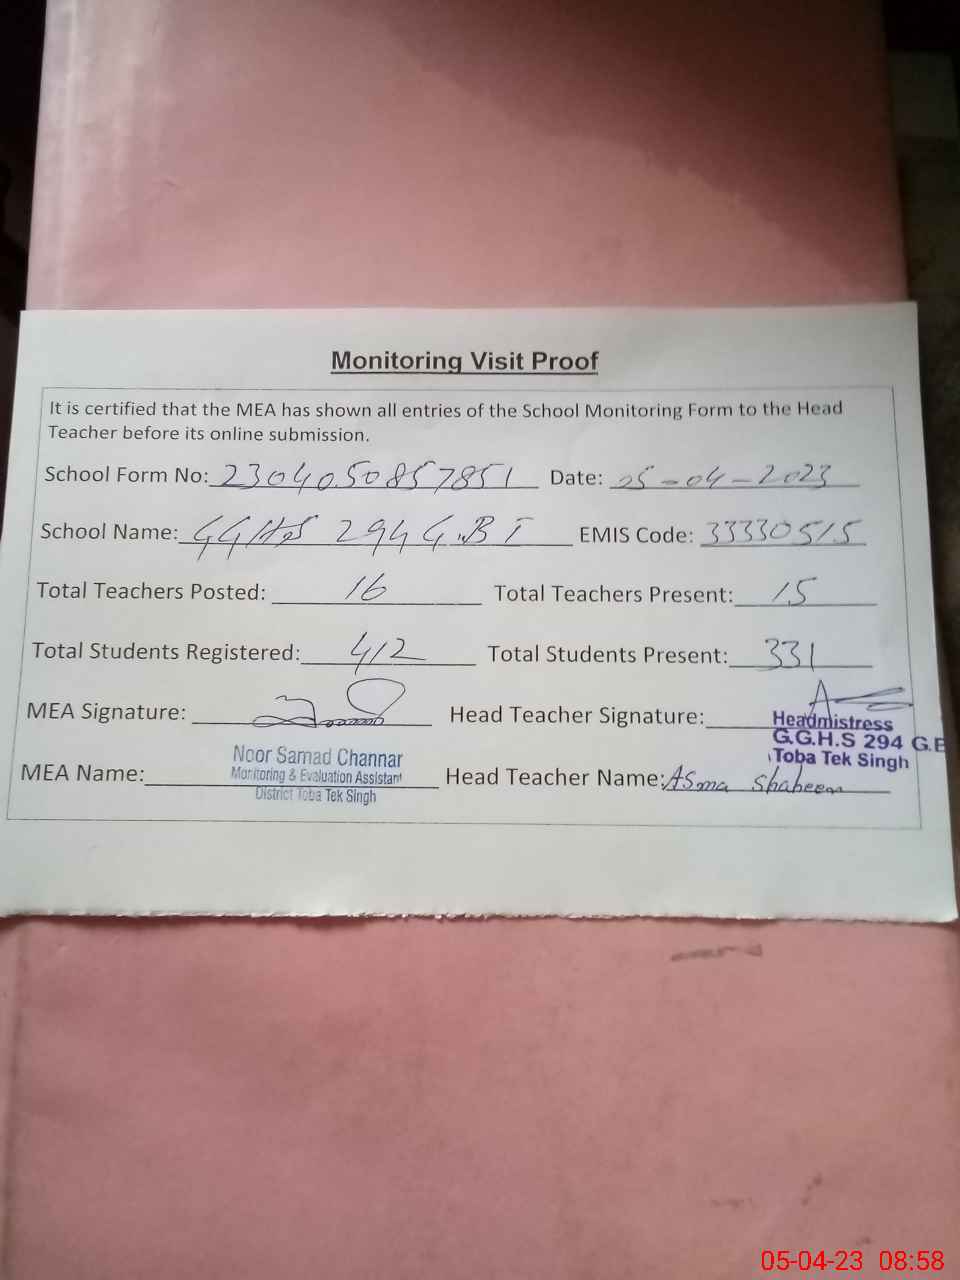 Monitoring Visit Proof
It is certified that the MEA has shown all entries of the School Monitoring Form to the Head
Teacher before its online submission.
School Form No: 2304050857851 Date: 05-04-2023
School Name: GGHS 294 G.B I EMIS Code: 33330515
Total Teachers Posted: 16 Total Teachers Present: 15
Total Students Registered: 412 Total Students Present: 331
MEA Signature: Head Teacher Signature:
Headmistress
G.G.H.S 294 G.B
Toba Tek Singh
MEA Name: Noor Samad Channar
Monitoring & Evaluation Assistant
District Toba Tek Singh
Head Teacher Name: Asma Shaheen
05-04-23 08:58